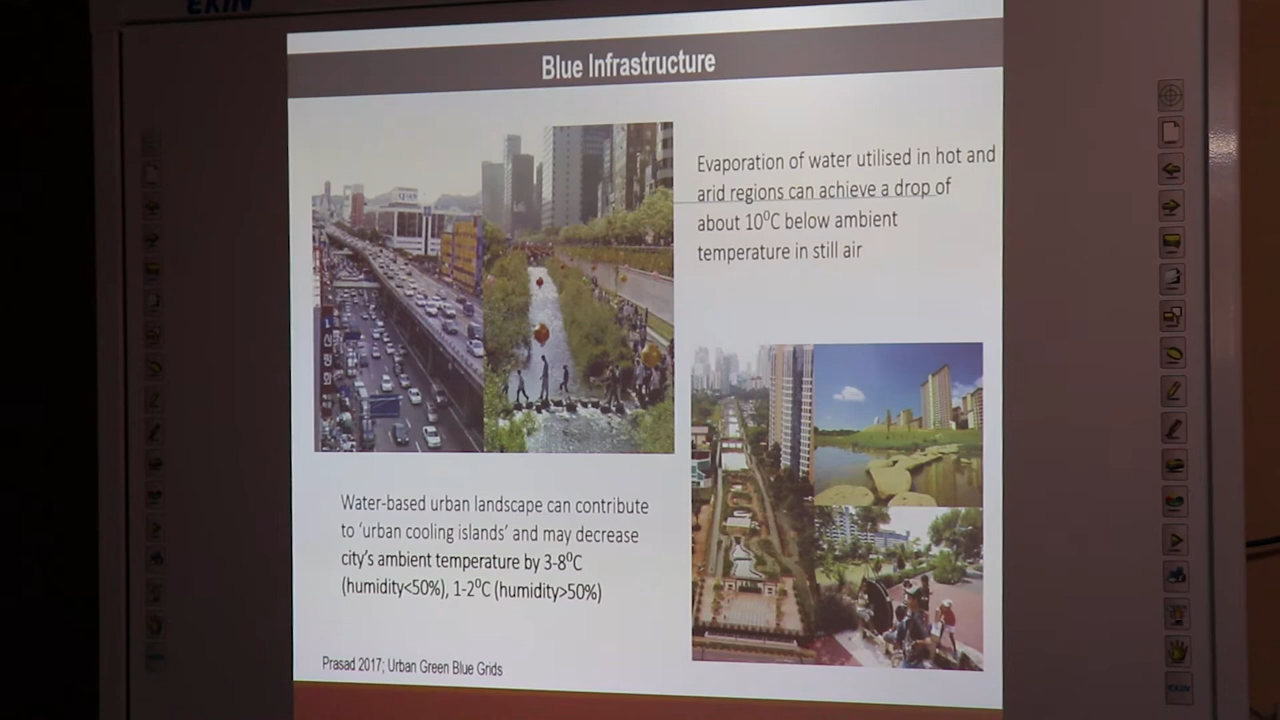 EKIN
Blue Infrastructure
Evaporation of water utilised in hot and
arid regions can achieve a drop of
about 10⁰C below ambient
temperature in still air
Water-based urban landscape can contribute
to ‘urban cooling islands’ and may decrease
city’s ambient temperature by 3-8⁰C
(humidity<50%), 1-2⁰C (humidity>50%)
Prasad 2017; Urban Green Blue Grids
EKIN